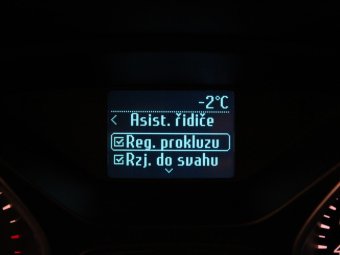 -2°C
< Asist. řidiče
Reg. prokluzu
Rzj. do svahu